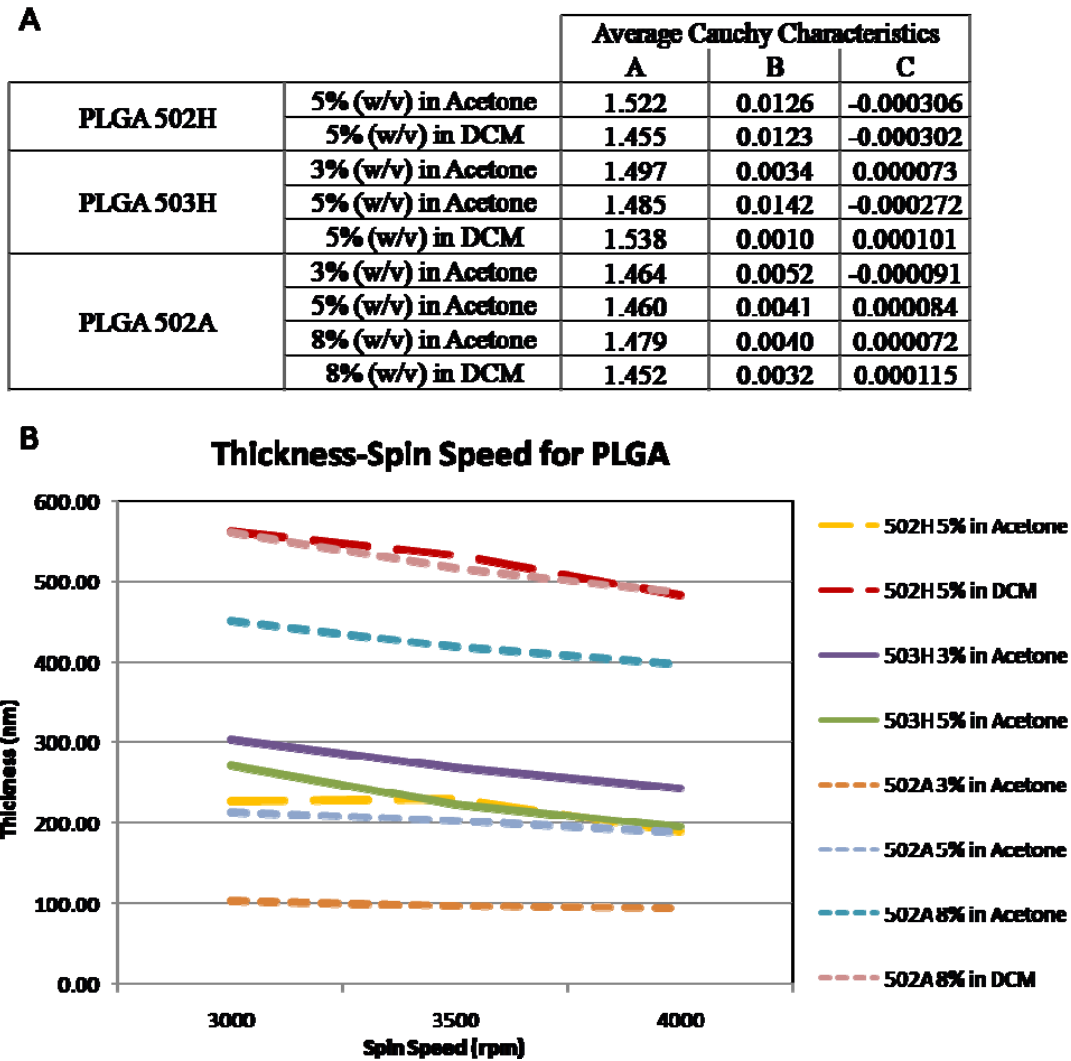 A
Average Cauchy Characteristics
A B C
PLGA 502H
5% (w/v) in Acetone 1.522 0.0126 -0.000306
5% (w/v) in DCM 1.455 0.0123 -0.000302
PLGA 503H
3% (w/v) in Acetone 1.497 0.0034 0.000073
5% (w/v) in Acetone 1.485 0.0142 -0.000272
5% (w/v) in DCM 1.538 0.0010 0.000101
PLGA 502A
3% (w/v) in Acetone 1.464 0.0052 -0.000091
5% (w/v) in Acetone 1.460 0.0041 0.000084
8% (w/v) in Acetone 1.479 0.0040 0.000072
8% (w/v) in DCM 1.452 0.0032 0.000115
B
Thickness-Spin Speed for PLGA
Thickness (nm)
600.00
500.00
400.00
300.00
200.00
100.00
0.00
3000 3500 4000
Spin Speed (rpm)
502H 5% in Acetone
502H 5% in DCM
503H 3% in Acetone
503H 5% in Acetone
502A 3% in Acetone
502A 5% in Acetone
502A 8% in Acetone
502A 8% in DCM